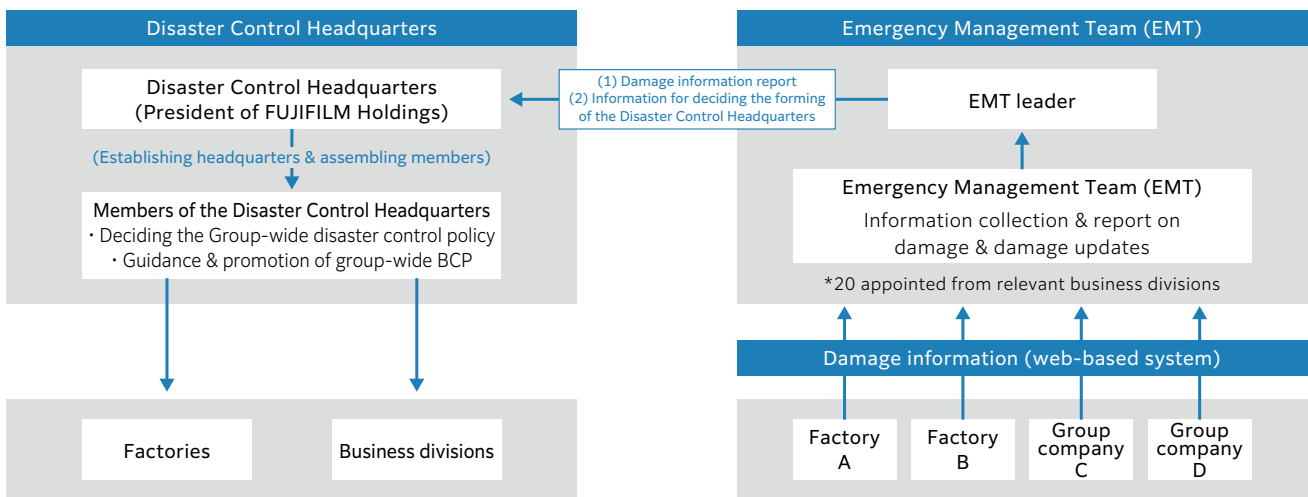 Disaster Control Headquarters
Disaster Control Headquarters
(President of FUJIFILM Holdings)
(Establishing headquarters & assembling members)
Members of the Disaster Control Headquarters
・Deciding the Group-wide disaster control policy
・Guidance & promotion of group-wide BCP
Factories
Business divisions
(1) Damage information report
(2) Information for deciding the forming
of the Disaster Control Headquarters
Emergency Management Team (EMT)
EMT leader
Emergency Management Team (EMT)
Information collection & report on
damage & damage updates
*20 appointed from relevant business divisions
Damage information (web-based system)
Factory
A
Factory
B
Group
company
C
Group
company
D